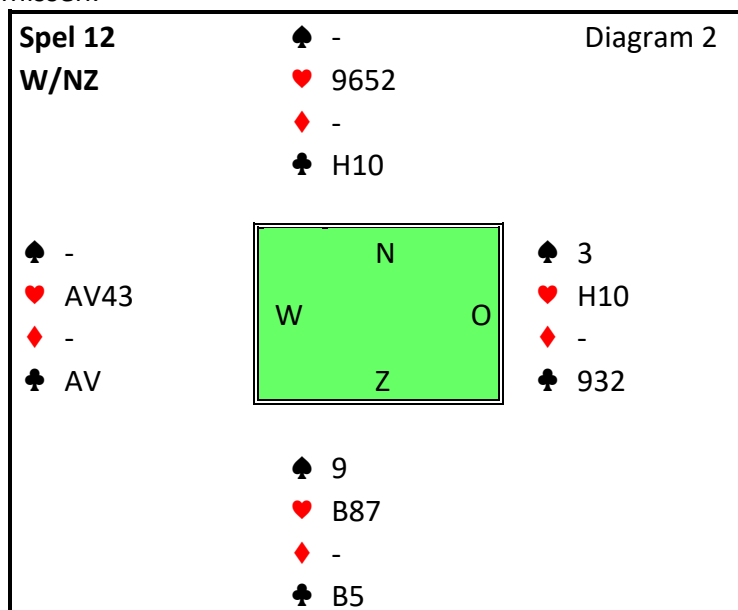 Spel 12 ♠ - Diagram 2
W/NZ ♥ 9652
♦ -
♣ H10
♠ - N ♠ 3
♥ AV43 W O ♥ H10
♦ - ♦ -
♣ AV Z ♣ 932
♠ 9
♥ B87
♦ -
♣ B5